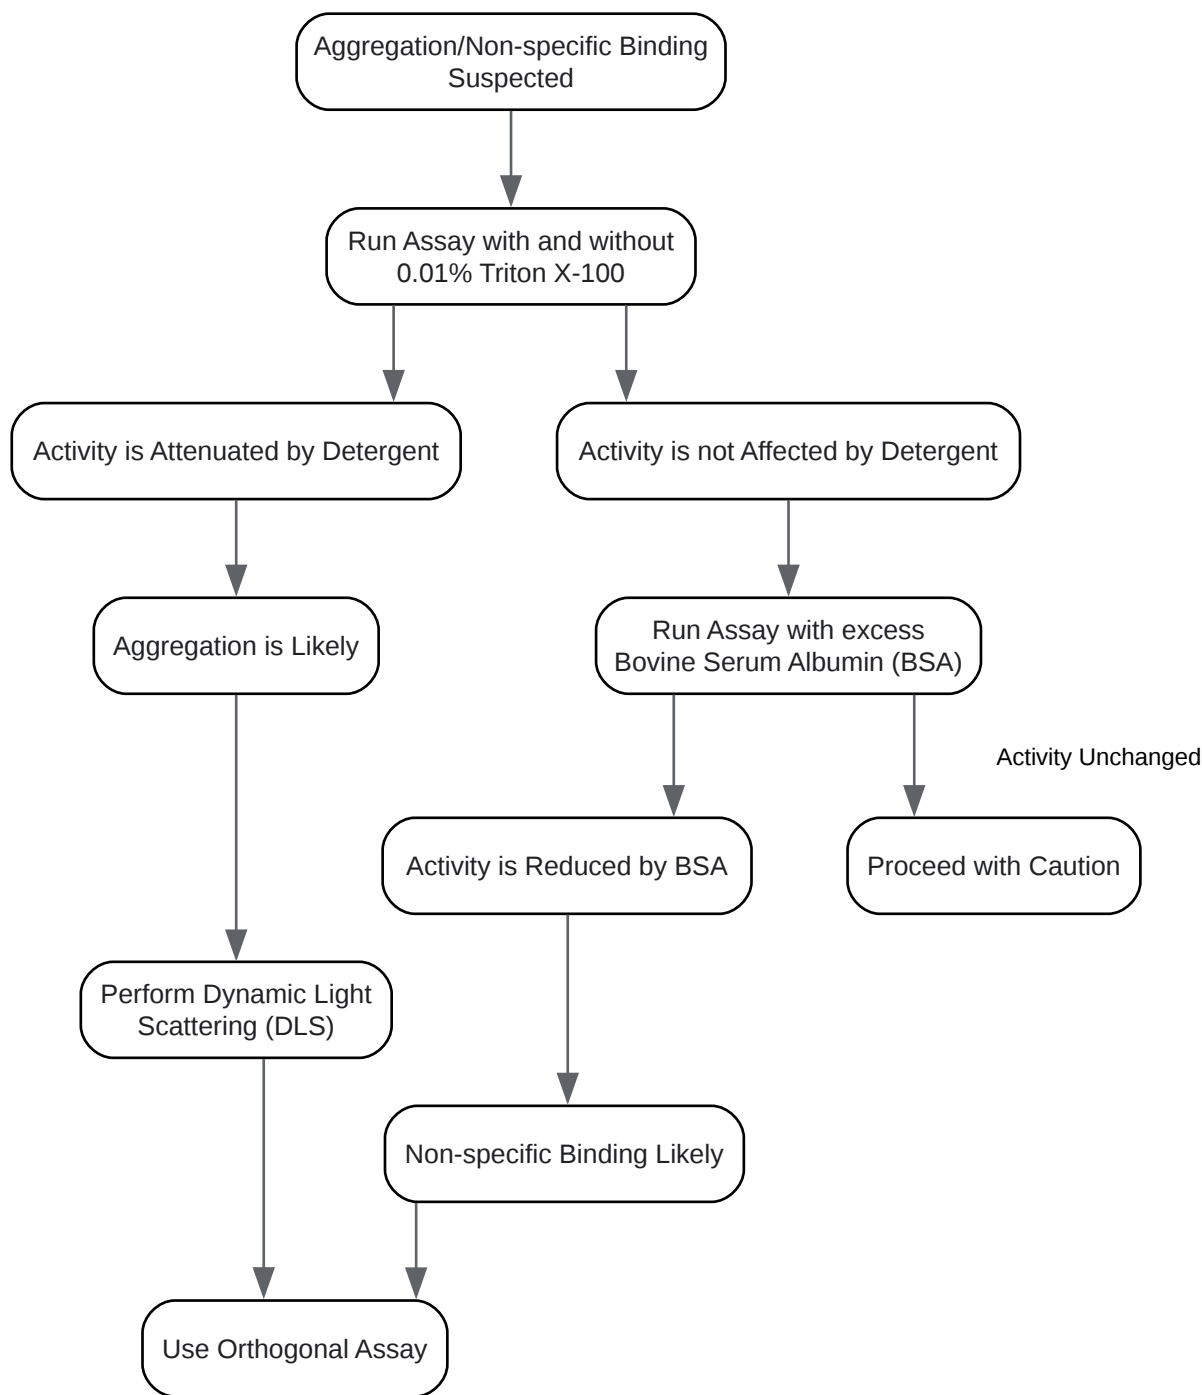 Aggregation/Non-specific Binding
Suspected
Run Assay with and without
0.01% Triton X-100
Activity is Attenuated by Detergent
Activity is not Affected by Detergent
Aggregation is Likely
Run Assay with excess
Bovine Serum Albumin (BSA)
Activity Unchanged
Activity is Reduced by BSA
Proceed with Caution
Perform Dynamic Light
Scattering (DLS)
Non-specific Binding Likely
Use Orthogonal Assay